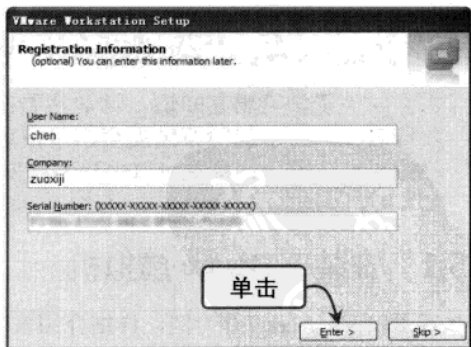 VMware Workstation Setup
Registration Information
(optional) You can enter this information later.
User Name:
chen
Company:
zuoxiji
Serial Number: (XXXXX-XXXXX-XXXXX-XXXXX-XXXXX)
单击
Enter >
Skip >